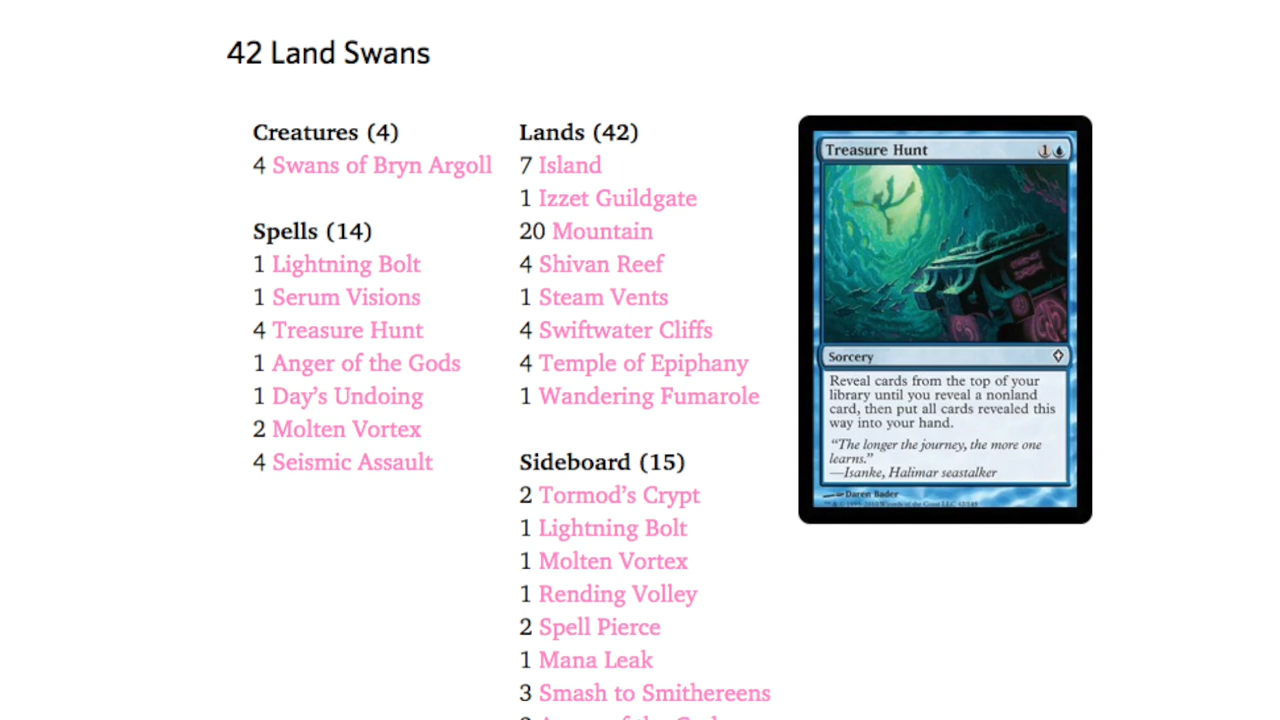 42 Land Swans
Creatures (4)
4 Swans of Bryn Argoll
Spells (14)
1 Lightning Bolt
1 Serum Visions
4 Treasure Hunt
1 Anger of the Gods
1 Day's Undoing
2 Molten Vortex
4 Seismic Assault
Lands (42)
7 Island
1 Izzet Guildgate
20 Mountain
4 Shivan Reef
1 Steam Vents
4 Swiftwater Cliffs
4 Temple of Epiphany
1 Wandering Fumarole
Sideboard (15)
2 Tormod's Crypt
1 Lightning Bolt
1 Molten Vortex
1 Rending Volley
2 Spell Pierce
1 Mana Leak
3 Smash to Smithereens
Treasure Hunt 1
Sorcery
Reveal cards from the top of your
library until you reveal a nonland
card, then put all cards revealed this
way into your hand.
"The longer the journey, the more one
learns."
—Isanke, Halimar seastalker
Daren Bader